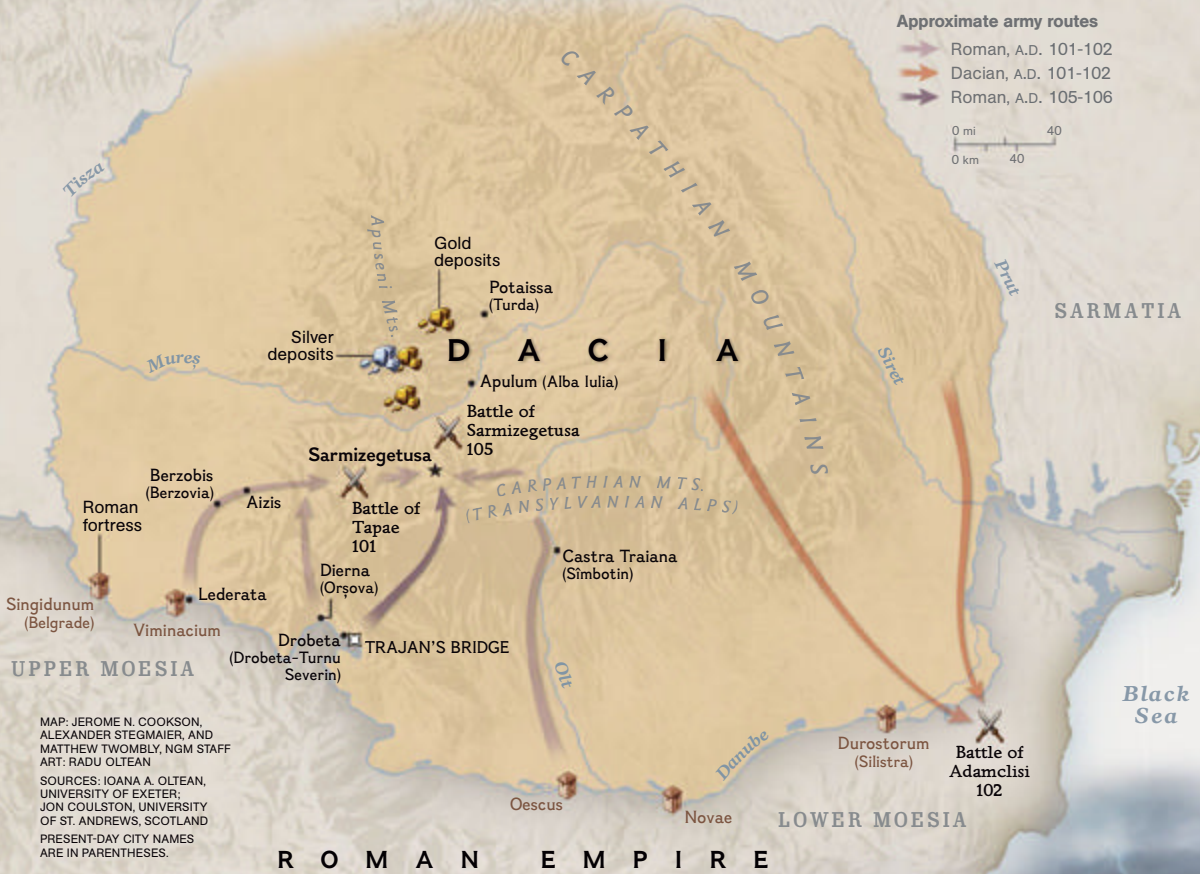 Approximate army routes
Roman, A.D. 101-102
Dacian, A.D. 101-102
Roman, A.D. 105-106
0 mi 40
0 km 40
CARPATHIAN MOUNTAINS
Tisza
Apuseni Mts.
Gold
deposits
Potaissa
(Turda)
Prut
SARMATIA
Silver
deposits
DACIA
Mureș
Siret
Apulum (Alba Iulia)
Battle of
Sarmizegetusa
105
Sarmizegetusa
Berzobis
(Berzovia)
Aizis
CARPATHIAN MTS.
(TRANSYLVANIAN ALPS)
Roman
fortress
Battle of
Tapae
101
Castra Traiana
(Sîmbotin)
Dierna
(Orșova)
Lederata
Singidunum
(Belgrade)
Viminacium
Drobeta
(Drobeta-Turnu
Severin)
TRAJAN'S BRIDGE
UPPER MOESIA
Olt
Black
Sea
Danube
Durostorum
(Silistra)
Battle of
Adamclisi
102
Oescus
Novae
LOWER MOESIA
MAP: JEROME N. COOKSON,
ALEXANDER STEGMAIER, AND
MATTHEW TWOMBLY, NGM STAFF
ART: RADU OLTEAN
SOURCES: IOANA A. OLTEAN,
UNIVERSITY OF EXETER;
JON COULSTON, UNIVERSITY
OF ST. ANDREWS, SCOTLAND
PRESENT-DAY CITY NAMES
ARE IN PARENTHESES.
ROMAN EMPIRE